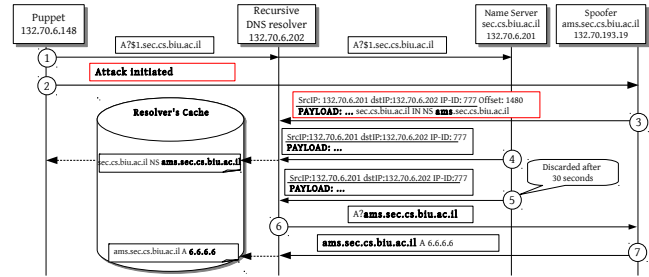 Puppet
132.70.6.148
Recursive
DNS resolver
132.70.6.202
Name Server
sec.cs.biu.ac.il
132.70.6.201
Spoofer
ams.sec.cs.biu.ac.il
132.70.193.19
A?$1.sec.cs.biu.ac.il
A?$1.sec.cs.biu.ac.il
1
Attack initiated
2
SrcIP: 132.70.6.201 dstIP:132.70.6.202 IP-ID: 777 Offset: 1480
PAYLOAD: ... sec.cs.biu.ac.il IN NS ams.sec.cs.biu.ac.il
3
Resolver's Cache
SrcIP:132.70.6.201 dstIP:132.70.6.202 IP-ID:777
PAYLOAD: ...
4
sec.cs.biu.ac.il NS ams.sec.cs.biu.ac.il
SrcIP:132.70.6.201 dstIP:132.70.6.202 IP-ID:777
PAYLOAD: ...
5
Discarded after
30 seconds
A?ams.sec.cs.biu.ac.il
6
ams.sec.cs.biu.ac.il A 6.6.6.6
ams.sec.cs.biu.ac.il A 6.6.6.6
7